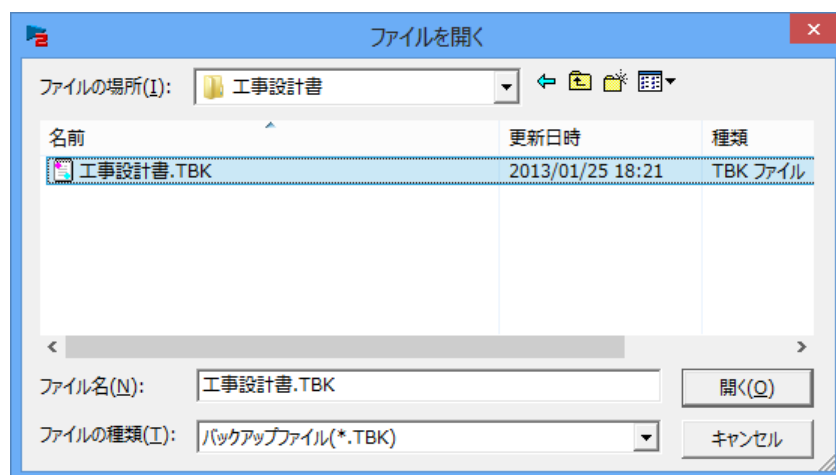 ファイルを開く
ファイルの場所(I): 工事設計書
名前 更新日時 種類
工事設計書.TBK 2013/01/25 18:21 TBK ファイル
ファイル名(N): 工事設計書.TBK 開く(O)
ファイルの種類(T): バックアップファイル(*.TBK) キャンセル